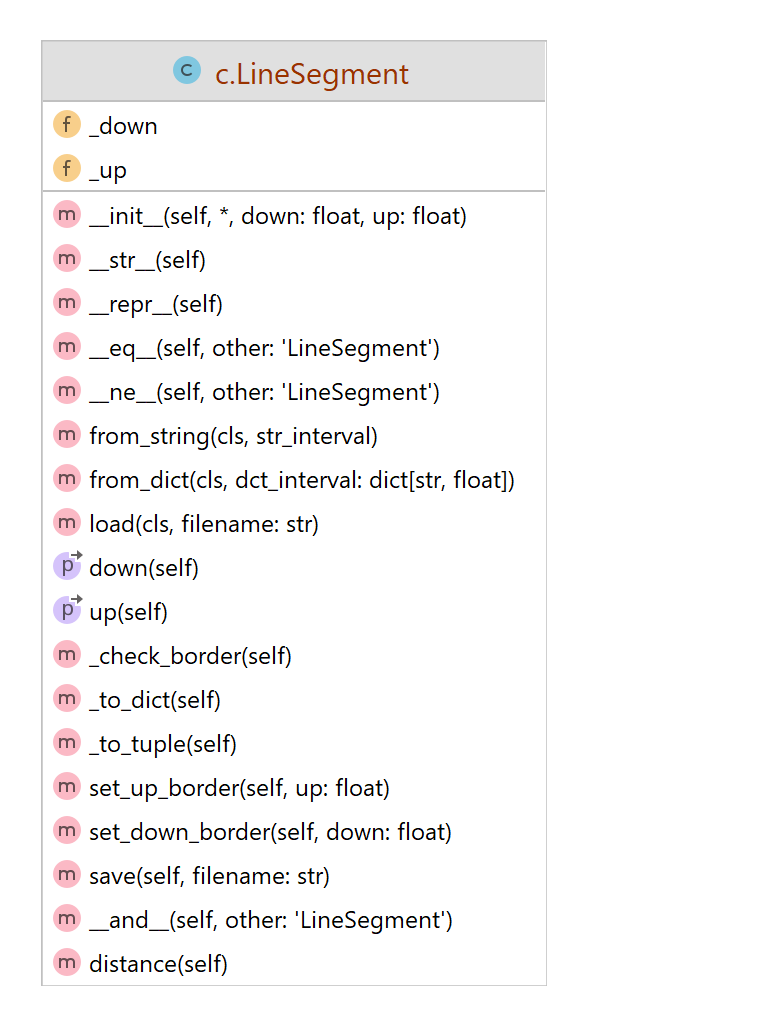 c c.LineSegment
f _down
f _up
m __init__(self, *, down: float, up: float)
m __str__(self)
m __repr__(self)
m __eq__(self, other: 'LineSegment')
m __ne__(self, other: 'LineSegment')
m from_string(cls, str_interval)
m from_dict(cls, dct_interval: dict[str, float])
m load(cls, filename: str)
p down(self)
p up(self)
m _check_border(self)
m _to_dict(self)
m _to_tuple(self)
m set_up_border(self, up: float)
m set_down_border(self, down: float)
m save(self, filename: str)
m __and__(self, other: 'LineSegment')
m distance(self)